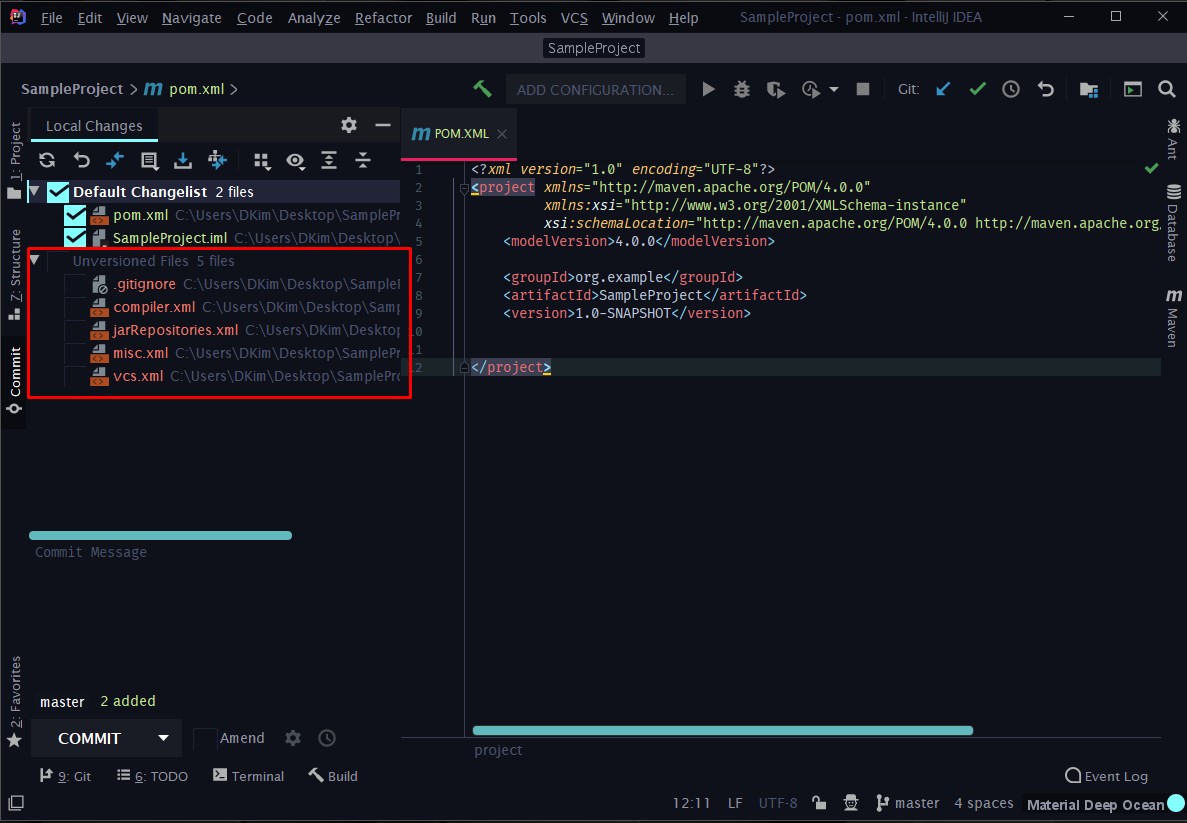 File Edit View Navigate Code Analyze Refactor Build Run Tools VCS Window Help SampleProject - pom.xml - IntelliJ IDEA
SampleProject
SampleProject > m pom.xml >
ADD CONFIGURATION...
Git:
Local Changes
m POM.XML
1: Project
Z: Structure
Commit
2: Favorites
Default Changelist 2 files
pom.xml C:\Users\DKim\Desktop\SamplePr
SampleProject.iml C:\Users\DKim\Desktop\
Unversioned Files 5 files
.gitignore C:\Users\DKim\Desktop\Sample
compiler.xml C:\Users\DKim\Desktop\Samp
jarRepositories.xml C:\Users\DKim\Desktop
misc.xml C:\Users\DKim\Desktop\SamplePr
vcs.xml C:\Users\DKim\Desktop\SamplePro
Commit Message
master 2 added
COMMIT Amend
1 <?xml version="1.0" encoding="UTF-8"?>
2 <project xmlns="http://maven.apache.org/POM/4.0.0"
3 xmlns:xsi="http://www.w3.org/2001/XMLSchema-instance"
4 xsi:schemaLocation="http://maven.apache.org/POM/4.0.0 http://maven.apache.org
5 <modelVersion>4.0.0</modelVersion>
6
7 <groupId>org.example</groupId>
8 <artifactId>SampleProject</artifactId>
9 <version>1.0-SNAPSHOT</version>
10
11
12 </project>
project
Ant
Database
m Maven
9: Git 6: TODO Terminal Build Event Log
12:11 LF UTF-8 master 4 spaces Material Deep Ocean